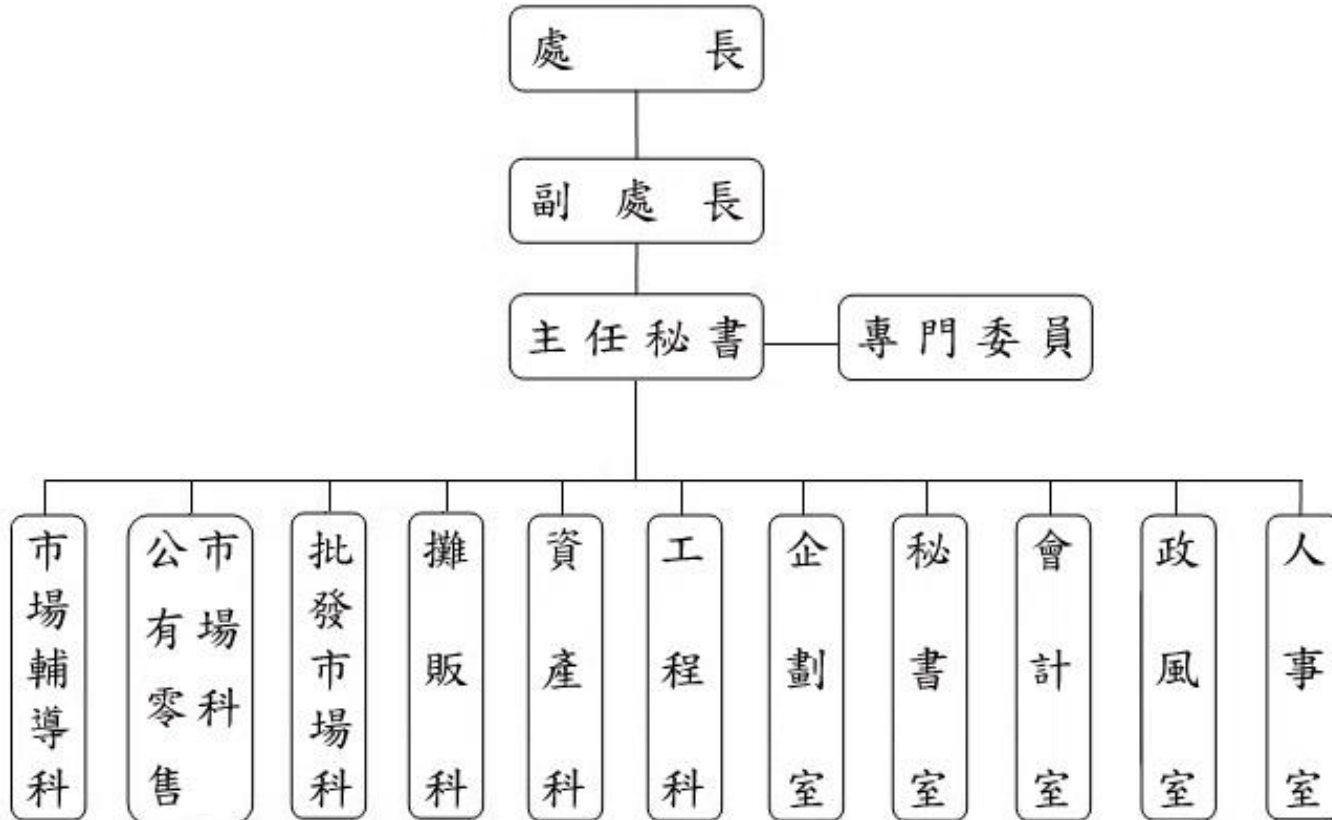 處長
副處長
主任秘書
專門委員
市場輔導科
公有零售
市場科
批發市場科
攤販科
資產科
工程科
企劃室
秘書室
會計室
政風室
人事室